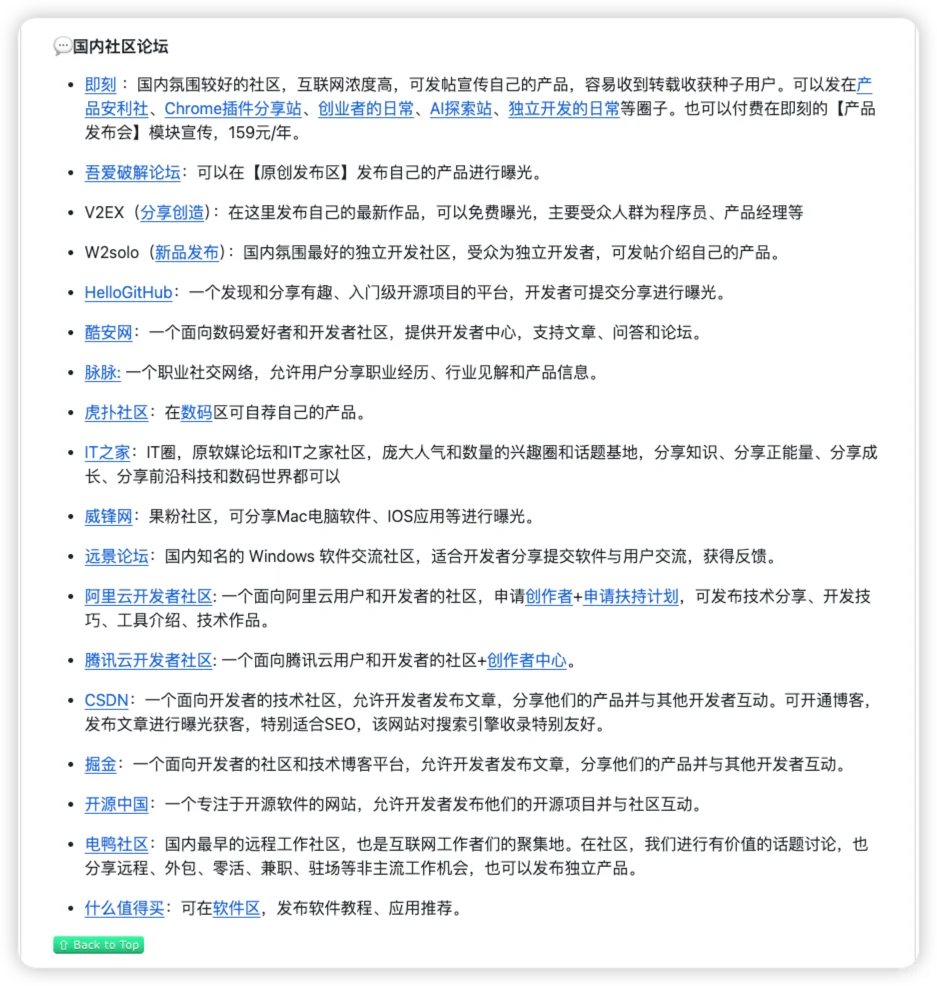 💬国内社区论坛
• 即刻 ： 国内氛围较好的社区，互联网浓度高，可发帖宣传自己的产品，容易收到转载收获种子用户。可以发在产
品安利社、Chrome插件分享站、创业者的日常、AI探索站、独立开发的日常等圈子。也可以付费在即刻的【产品
发布会】模块宣传，159元/年。
• 吾爱破解论坛：可以在【原创发布区】发布自己的产品进行曝光。
• V2EX（分享创造）：在这里发布自己的最新作品，可以免费曝光，主要受众人群为程序员、产品经理等
• W2solo（新品发布）：国内氛围最好的独立开发社区，受众为独立开发者，可发帖介绍自己的产品。
• HelloGitHub：一个发现和分享有趣、入门级开源项目的平台，开发者可提交分享进行曝光。
• 酷安网：一个面向数码爱好者和开发者社区，提供开发者中心，支持文章、问答和论坛。
• 脉脉: 一个职业社交网络，允许用户分享职业经历、行业见解和产品信息。
• 虎扑社区：在数码区可自荐自己的产品。
• IT之家：IT圈，原软媒论坛和IT之家社区，庞大人气和数量的兴趣圈和话题基地，分享知识、分享正能量、分享成
长、分享前沿科技和数码世界都可以
• 威锋网：果粉社区，可分享Mac电脑软件、IOS应用等进行曝光。
• 远景论坛：国内知名的 Windows 软件交流社区，适合开发者分享提交软件与用户交流，获得反馈。
• 阿里云开发者社区: 一个面向阿里云用户和开发者的社区，申请创作者+申请扶持计划，可发布技术分享、开发技
巧、工具介绍、技术作品。
• 腾讯云开发者社区: 一个面向腾讯云用户和开发者的社区+创作者中心。
• CSDN：一个面向开发者的技术社区，允许开发者发布文章，分享他们的产品并与其他开发者互动。可开通博客，
发布文章进行曝光获客，特别适合SEO，该网站对搜索引擎收录特别友好。
• 掘金：一个面向开发者的社区和技术博客平台，允许开发者发布文章，分享他们的产品并与其他开发者互动。
• 开源中国：一个专注于开源软件的网站，允许开发者发布他们的开源项目并与社区互动。
• 电鸭社区：国内最早的远程工作社区，也是互联网工作者们的聚集地。在社区，我们进行有价值的话题讨论，也
分享远程、外包、零活、兼职、驻场等非主流工作机会，也可以发布独立产品。
• 什么值得买：可在软件区，发布软件教程、应用推荐。
⇧ Back to Top